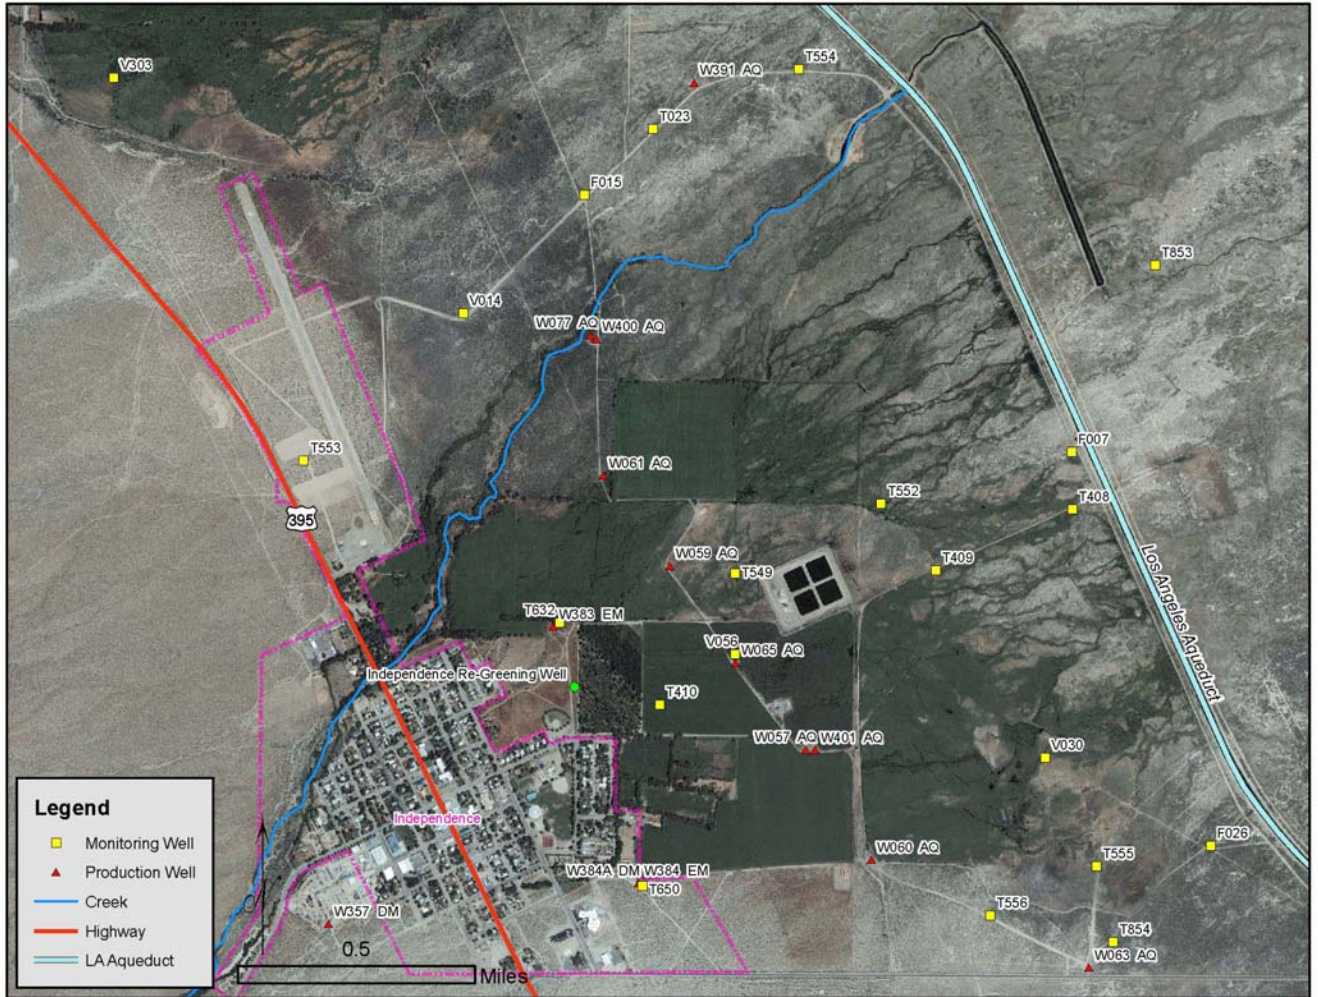 V303
T554
W391 AQ
T023
F015
T853
V014
W077 AQ
W400 AQ
T553
F007
W061 AQ
T552
T408
395
W059 AQ
T549
T409
Los Angeles Aqueduct
T632
W383 EM
V056
W065 AQ
Independence Re-Greening Well
T410
W057 AQ
W401 AQ
V030
Independence
F026
W060 AQ
T555
W384A DM
W384 EM
T650
W357 DM
T556
T854
W063 AQ
0.5
Miles
Legend
Monitoring Well
Production Well
Creek
Highway
LA Aqueduct